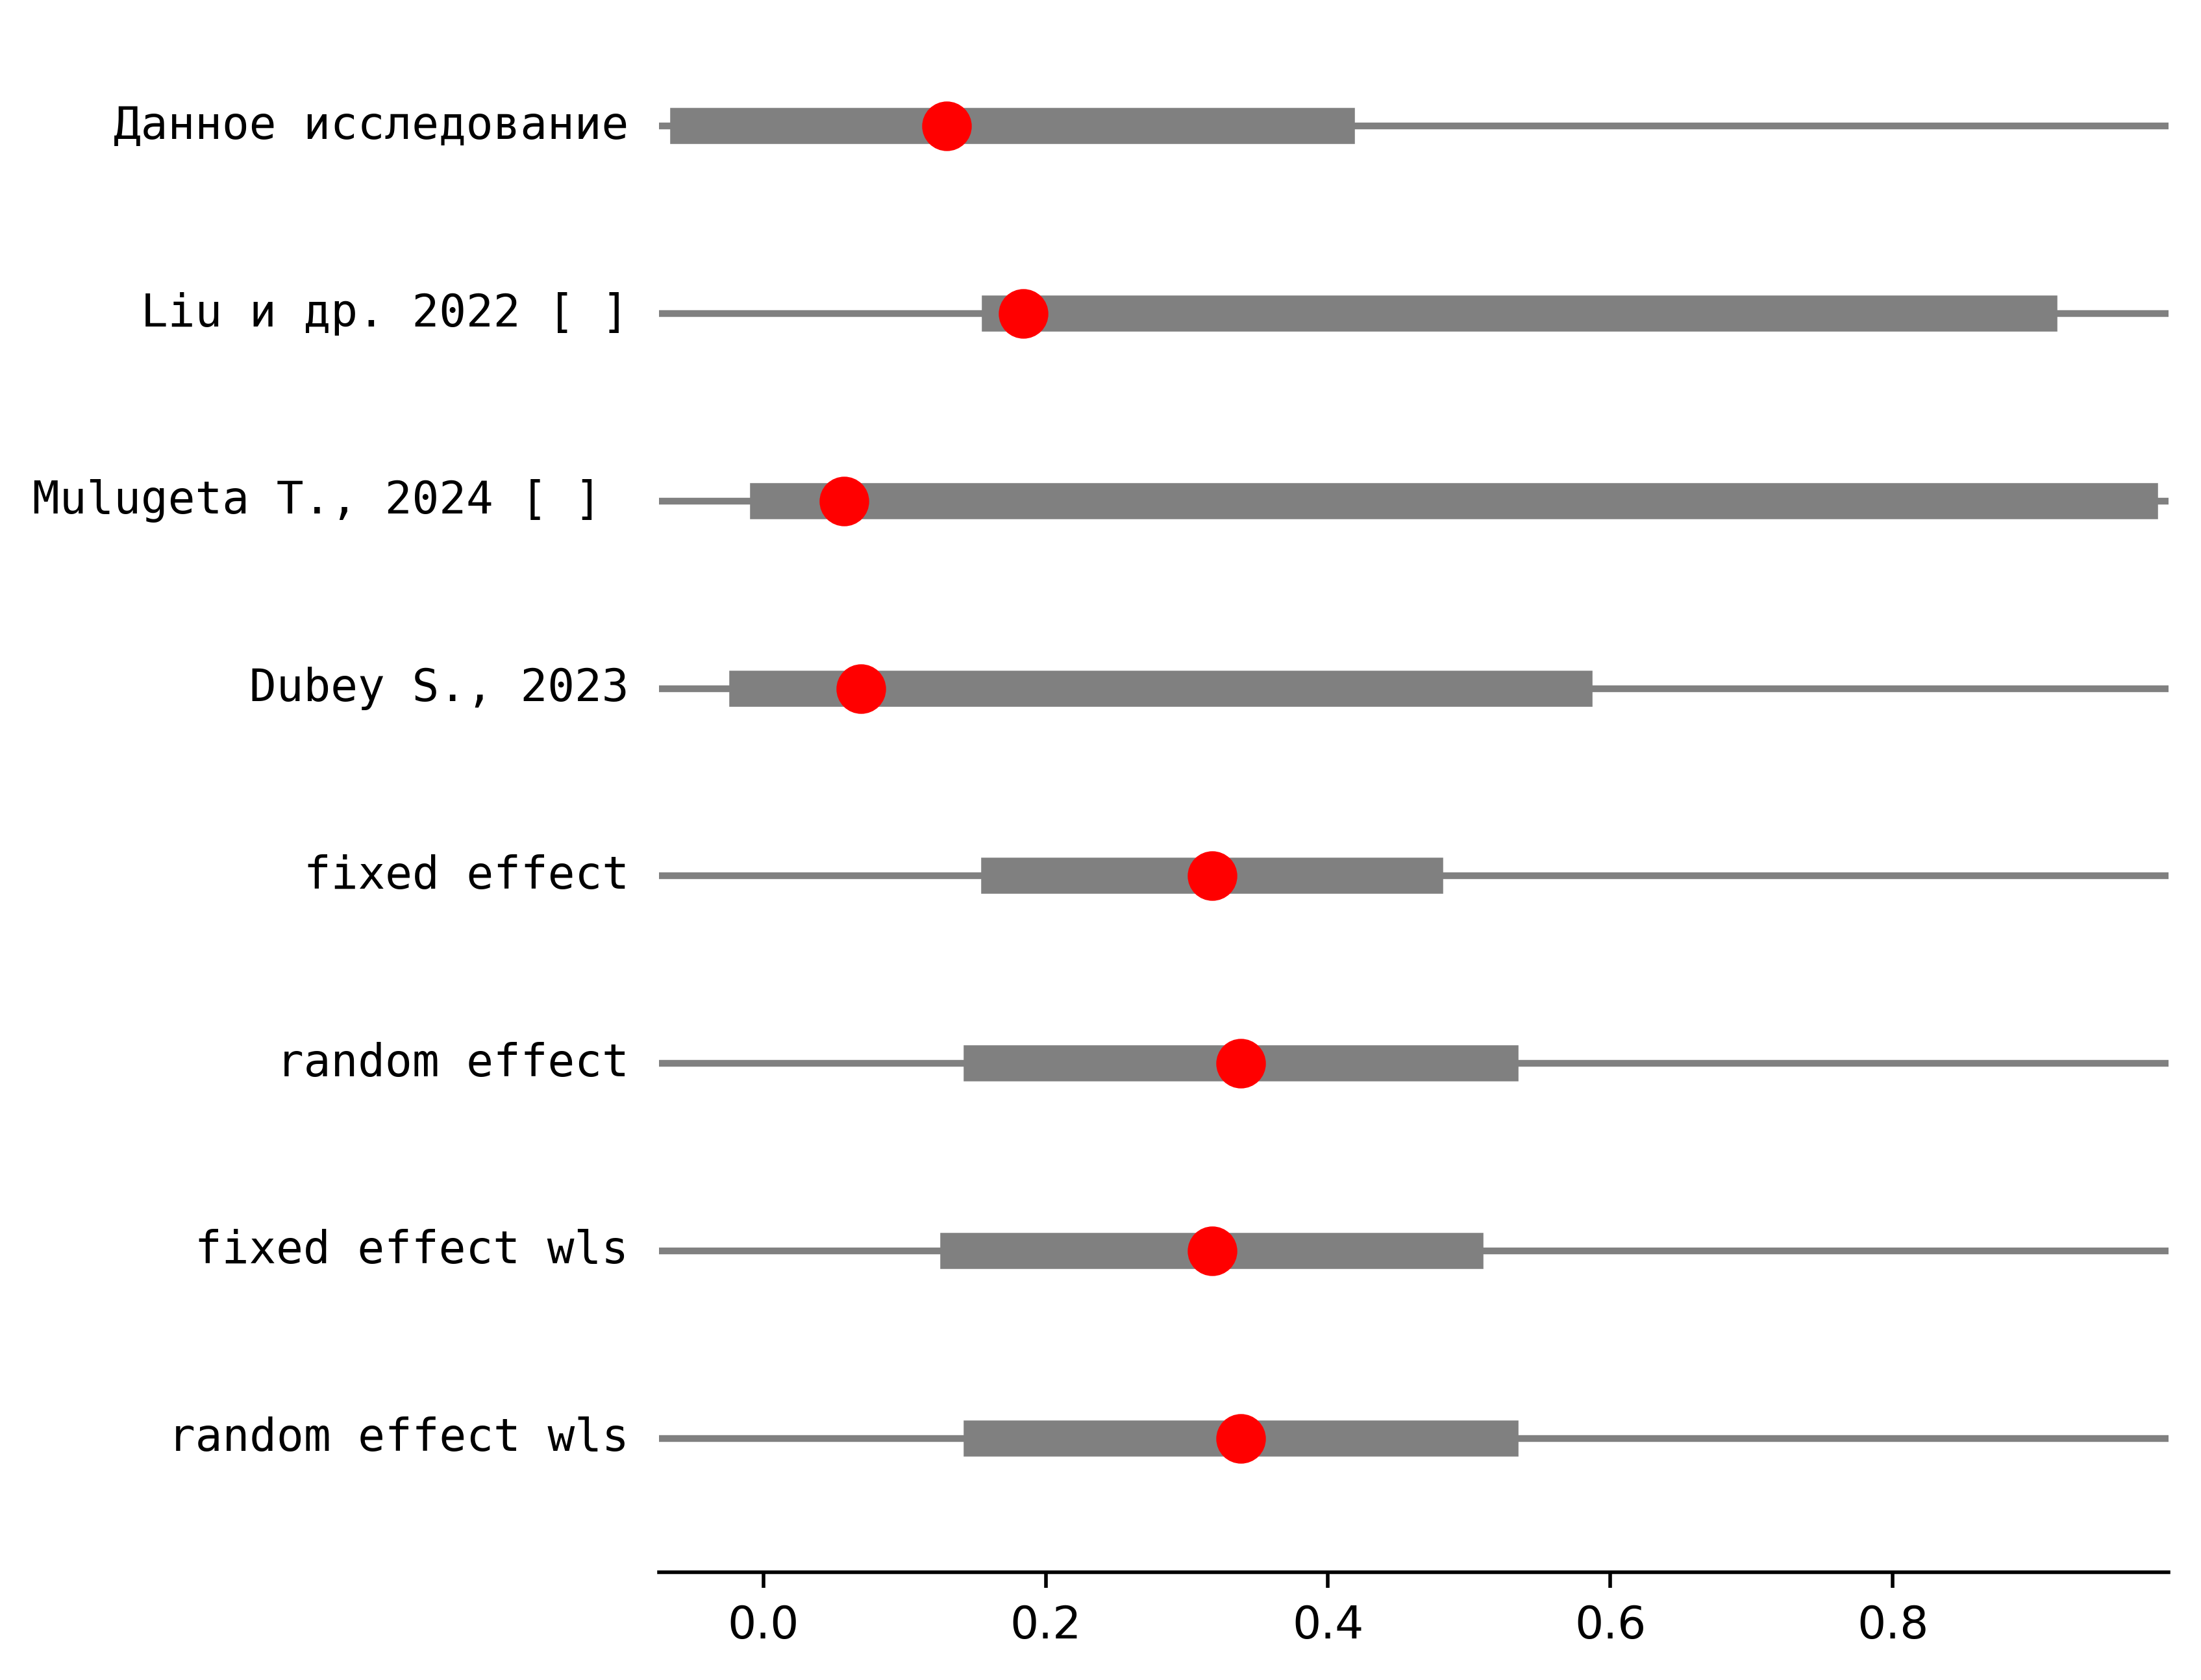 Данное исследование
Liu и др. 2022 [ ]
Mulugeta T., 2024 [ ]
Dubey S., 2023
fixed effect
random effect
fixed effect wls
random effect wls
0.0 0.2 0.4 0.6 0.8